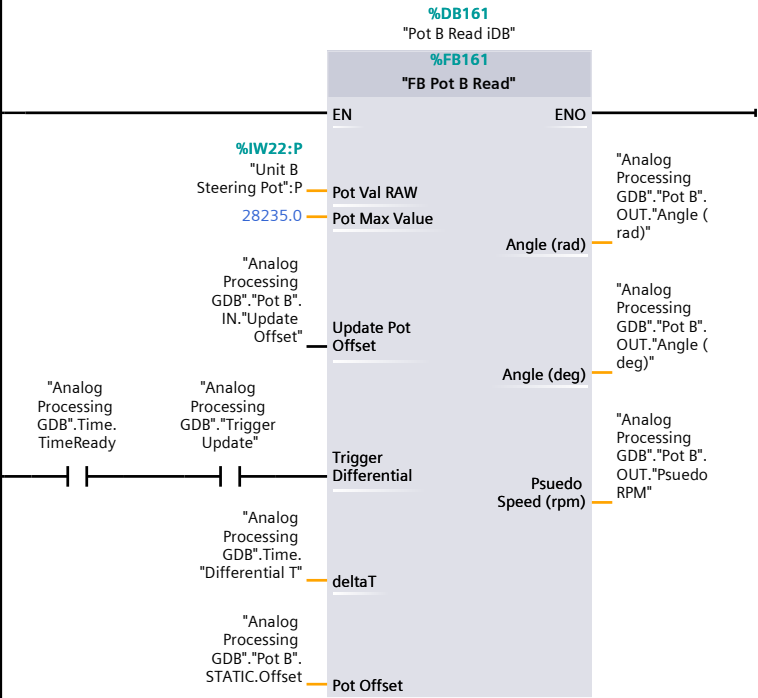 %DB161
"Pot B Read iDB"
%FB161
"FB Pot B Read"
EN
ENO
%IW22:P
"Unit B
Steering Pot":P
Pot Val RAW
28235.0
Pot Max Value
"Analog
Processing
GDB"."Pot B".
OUT."Angle (
rad)"
Angle (rad)
"Analog
Processing
GDB"."Pot B".
IN."Update
Offset"
Update Pot
Offset
"Analog
Processing
GDB"."Pot B".
OUT."Angle (
deg)"
Angle (deg)
"Analog
Processing
GDB".Time.
TimeReady
"Analog
Processing
GDB"."Trigger
Update"
Trigger
Differential
"Analog
Processing
GDB"."Pot B".
OUT."Psuedo
RPM"
Psuedo
Speed (rpm)
"Analog
Processing
GDB".Time.
"Differential T"
deltaT
"Analog
Processing
GDB"."Pot B".
STATIC.Offset
Pot Offset